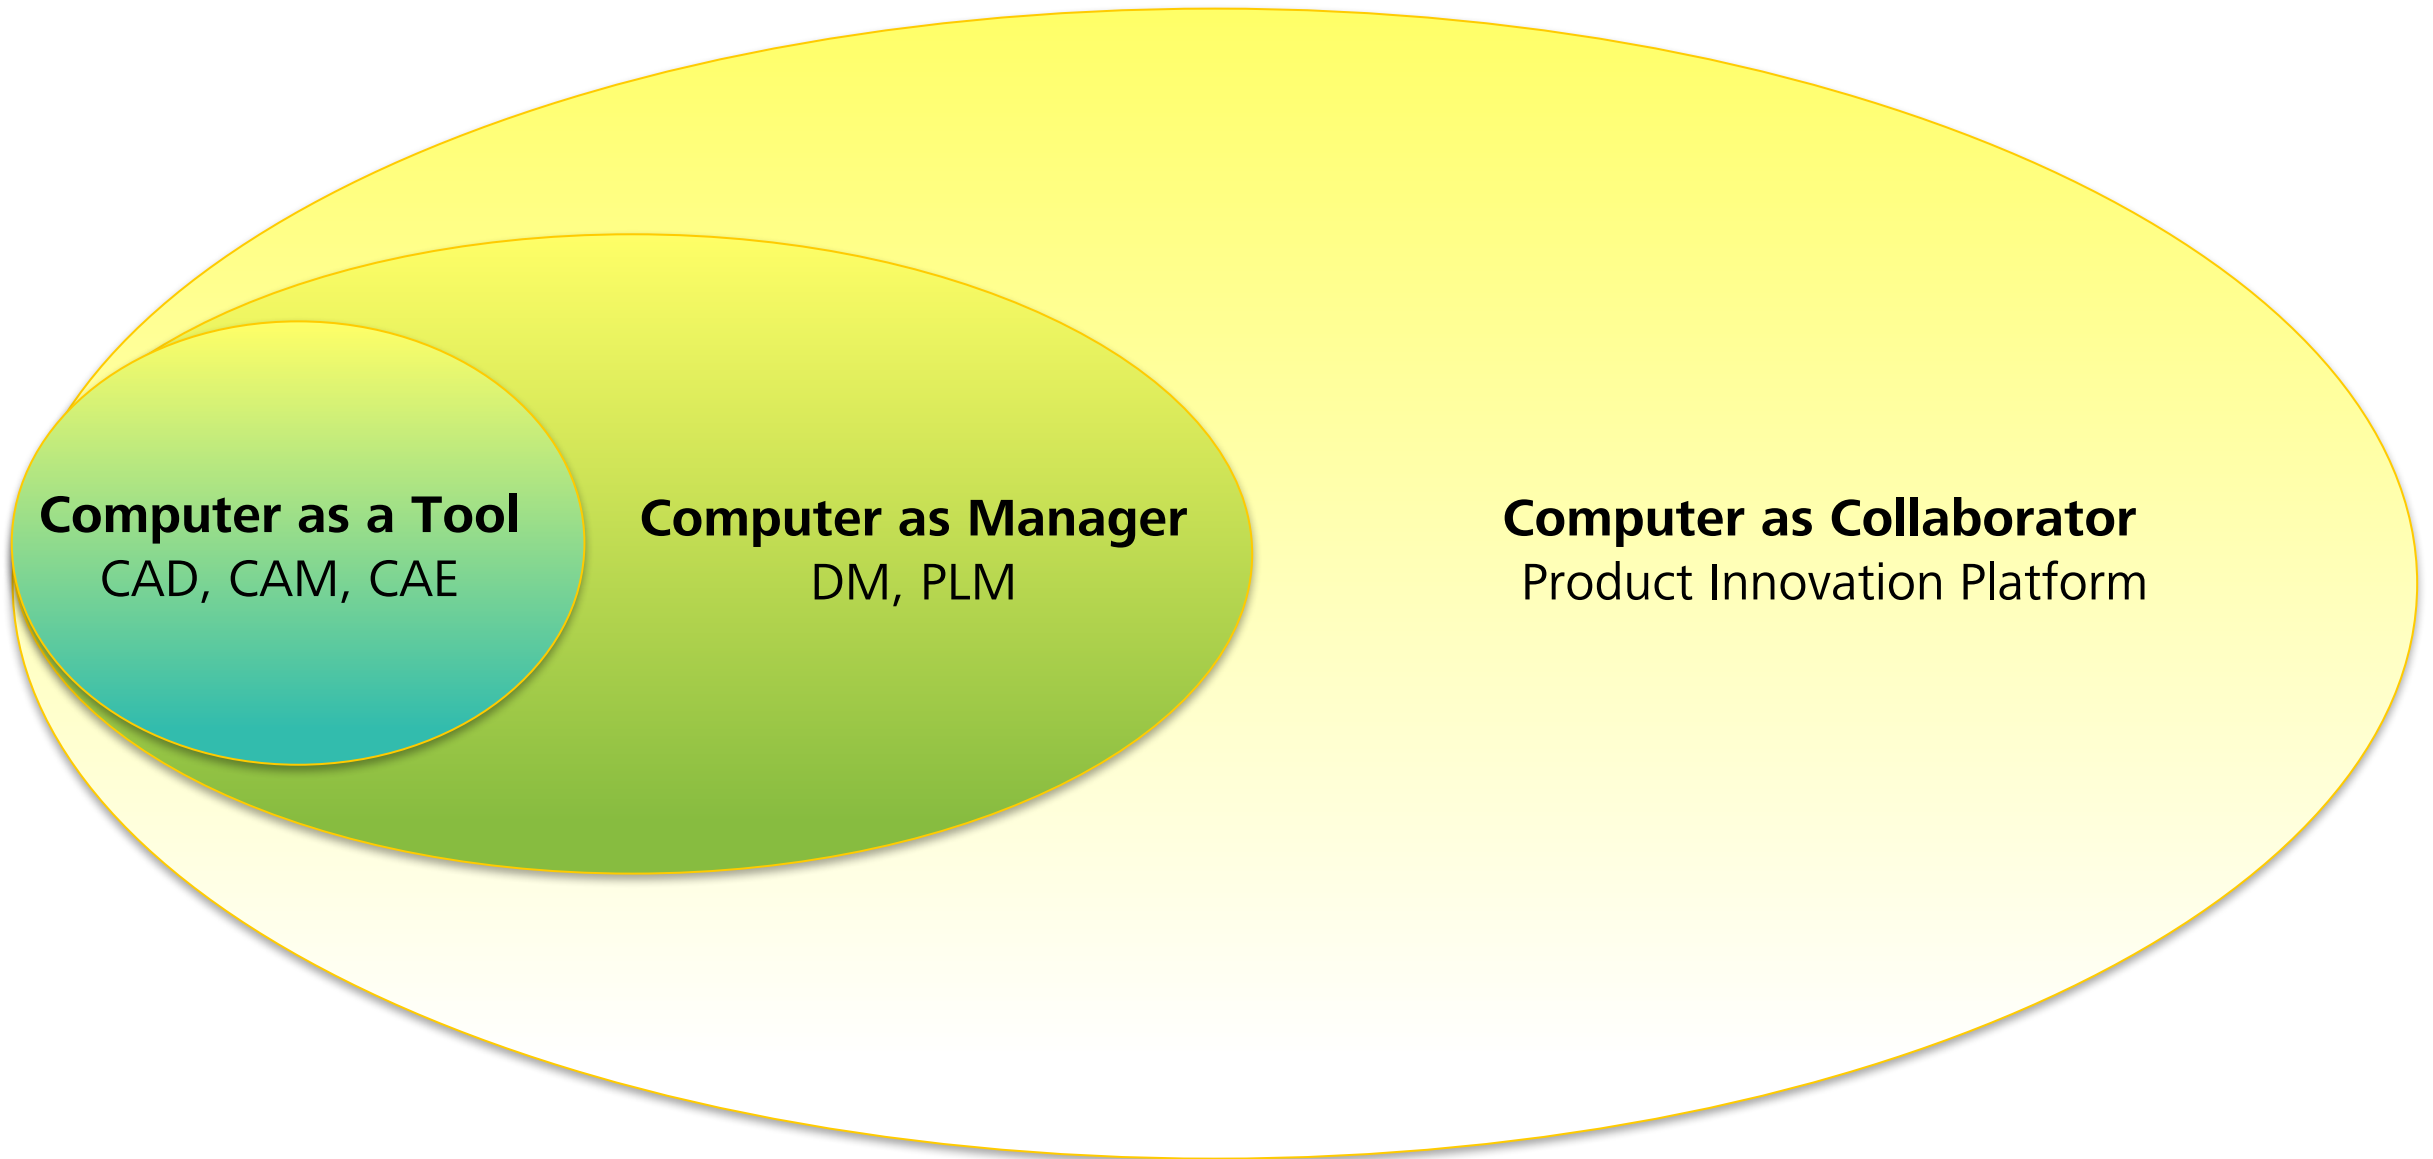 Computer as a Tool
CAD, CAM, CAE
Computer as Manager
DM, PLM
Computer as Collaborator
Product Innovation Platform